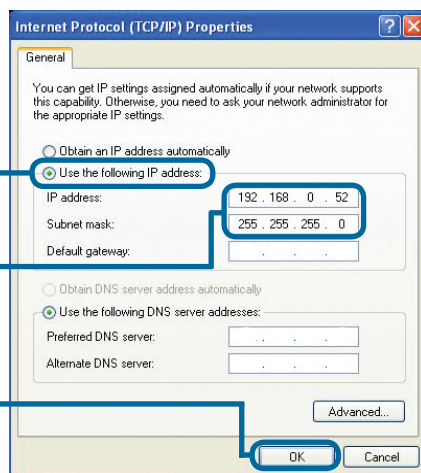 Internet Protocol (TCP/IP) Properties
General
You can get IP settings assigned automatically if your network supports
this capability. Otherwise, you need to ask your network administrator for
the appropriate IP settings.
Obtain an IP address automatically
Use the following IP address:
IP address: 192 . 168 . 0 . 52
Subnet mask: 255 . 255 . 255 . 0
Default gateway: . . .
Obtain DNS server address automatically
Use the following DNS server addresses:
Preferred DNS server: . . .
Alternate DNS server: . . .
Advanced...
OK Cancel